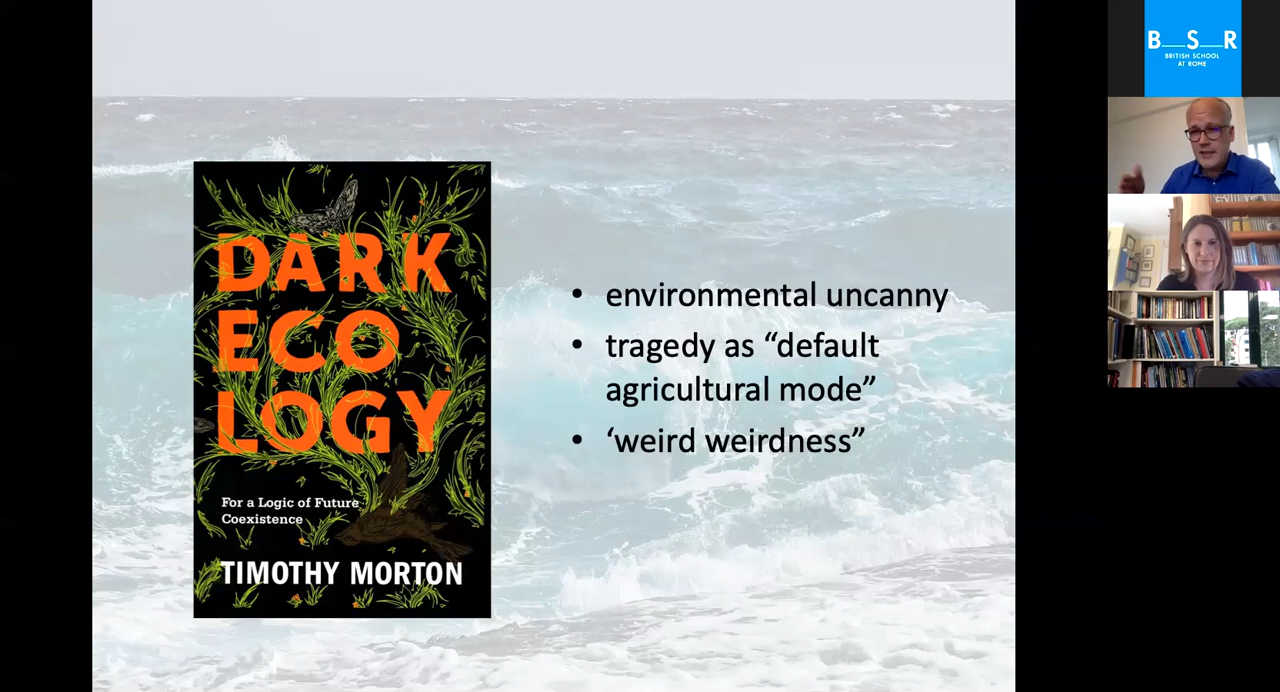 DARK
ECO
LOGY
For a Logic of Future
Coexistence
TIMOTHY MORTON
• environmental uncanny
• tragedy as “default
agricultural mode”
• ‘weird weirdness”
B__S__R
BRITISH SCHOOL
AT ROME